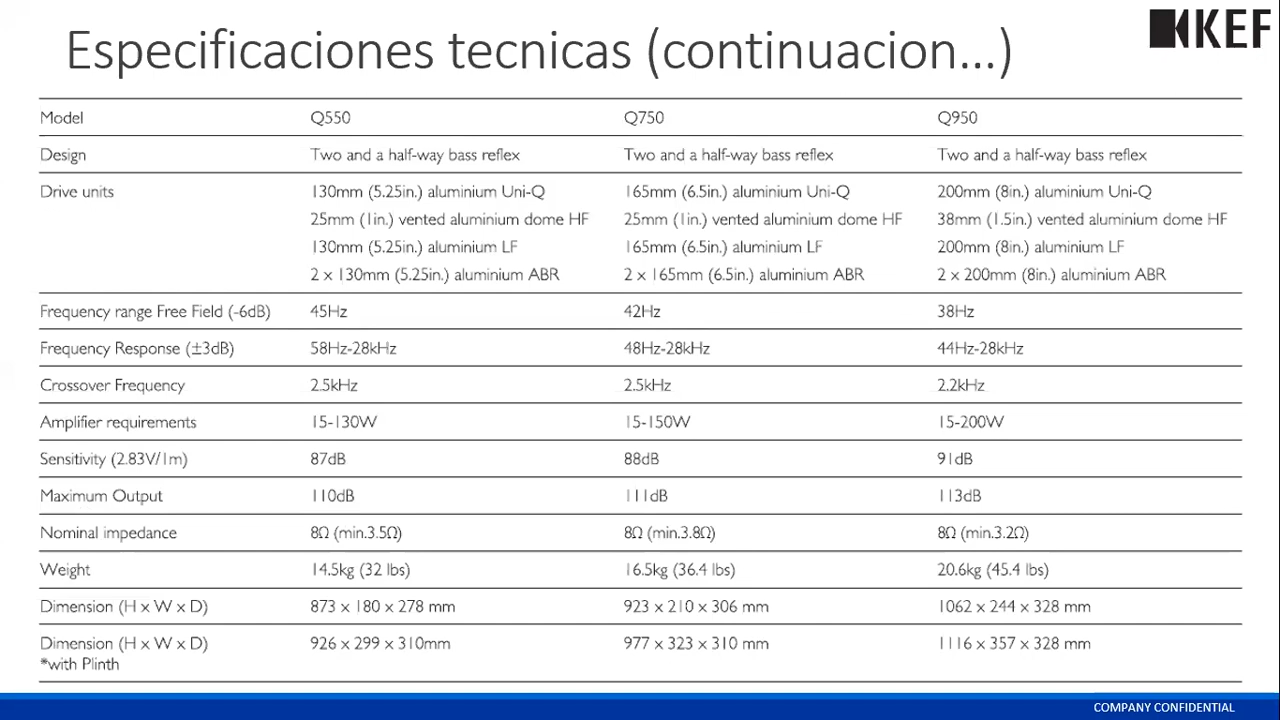 Especificaciones tecnicas (continuacion...)
KEF
Model Q550 Q750 Q950
Design Two and a half-way bass reflex Two and a half-way bass reflex Two and a half-way bass reflex
Drive units 130mm (5.25in.) aluminium Uni-Q 165mm (6.5in.) aluminium Uni-Q 200mm (8in.) aluminium Uni-Q
25mm (1in.) vented aluminium dome HF 25mm (1in.) vented aluminium dome HF 38mm (1.5in.) vented aluminium dome HF
130mm (5.25in.) aluminium LF 165mm (6.5in.) aluminium LF 200mm (8in.) aluminium LF
2 x 130mm (5.25in.) aluminium ABR 2 x 165mm (6.5in.) aluminium ABR 2 x 200mm (8in.) aluminium ABR
Frequency range Free Field (-6dB) 45Hz 42Hz 38Hz
Frequency Response (±3dB) 58Hz-28kHz 48Hz-28kHz 44Hz-28kHz
Crossover Frequency 2.5kHz 2.5kHz 2.2kHz
Amplifier requirements 15-130W 15-150W 15-200W
Sensitivity (2.83V/1m) 87dB 88dB 91dB
Maximum Output 110dB 111dB 113dB
Nominal impedance 8Ω (min.3.5Ω) 8Ω (min.3.8Ω) 8Ω (min.3.2Ω)
Weight 14.5kg (32 lbs) 16.5kg (36.4 lbs) 20.6kg (45.4 lbs)
Dimension (H x W x D) 873 x 180 x 278 mm 923 x 210 x 306 mm 1062 x 244 x 328 mm
Dimension (H x W x D) 926 x 299 x 310mm 977 x 323 x 310 mm 1116 x 357 x 328 mm
*with Plinth
COMPANY CONFIDENTIAL